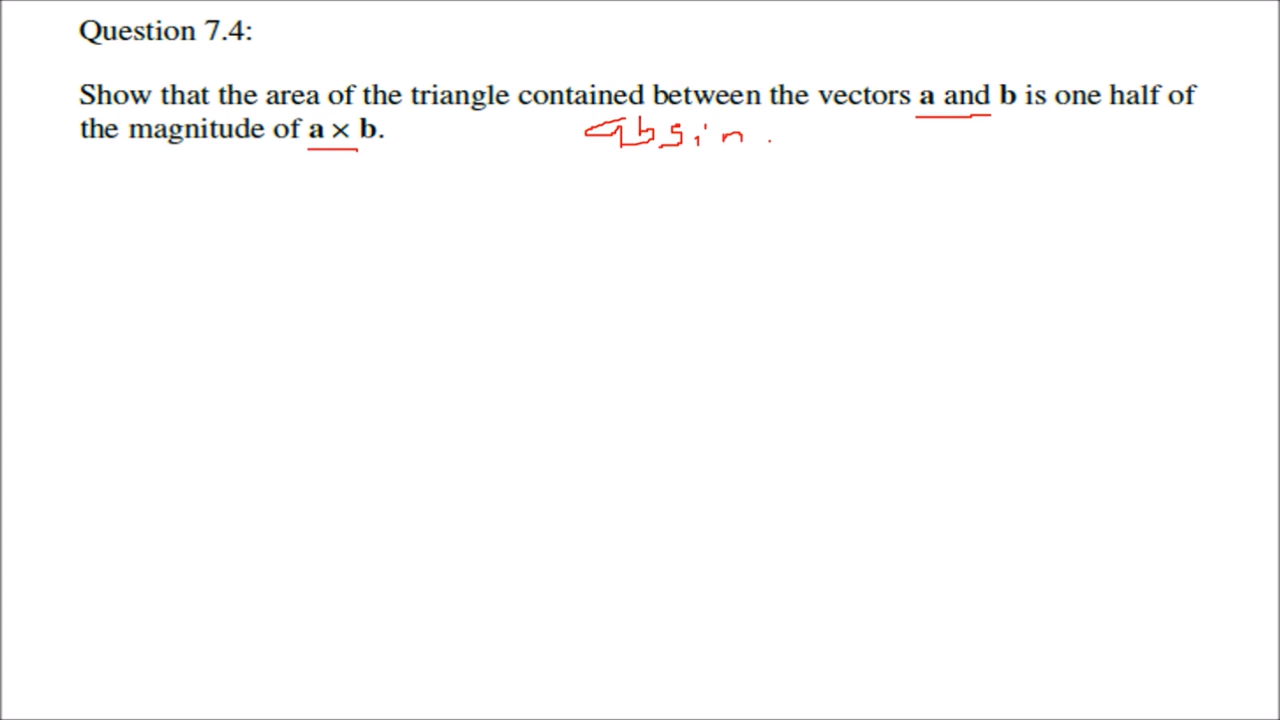 Question 7.4:
Show that the area of the triangle contained between the vectors a and b is one half of
the magnitude of a × b.
absin .